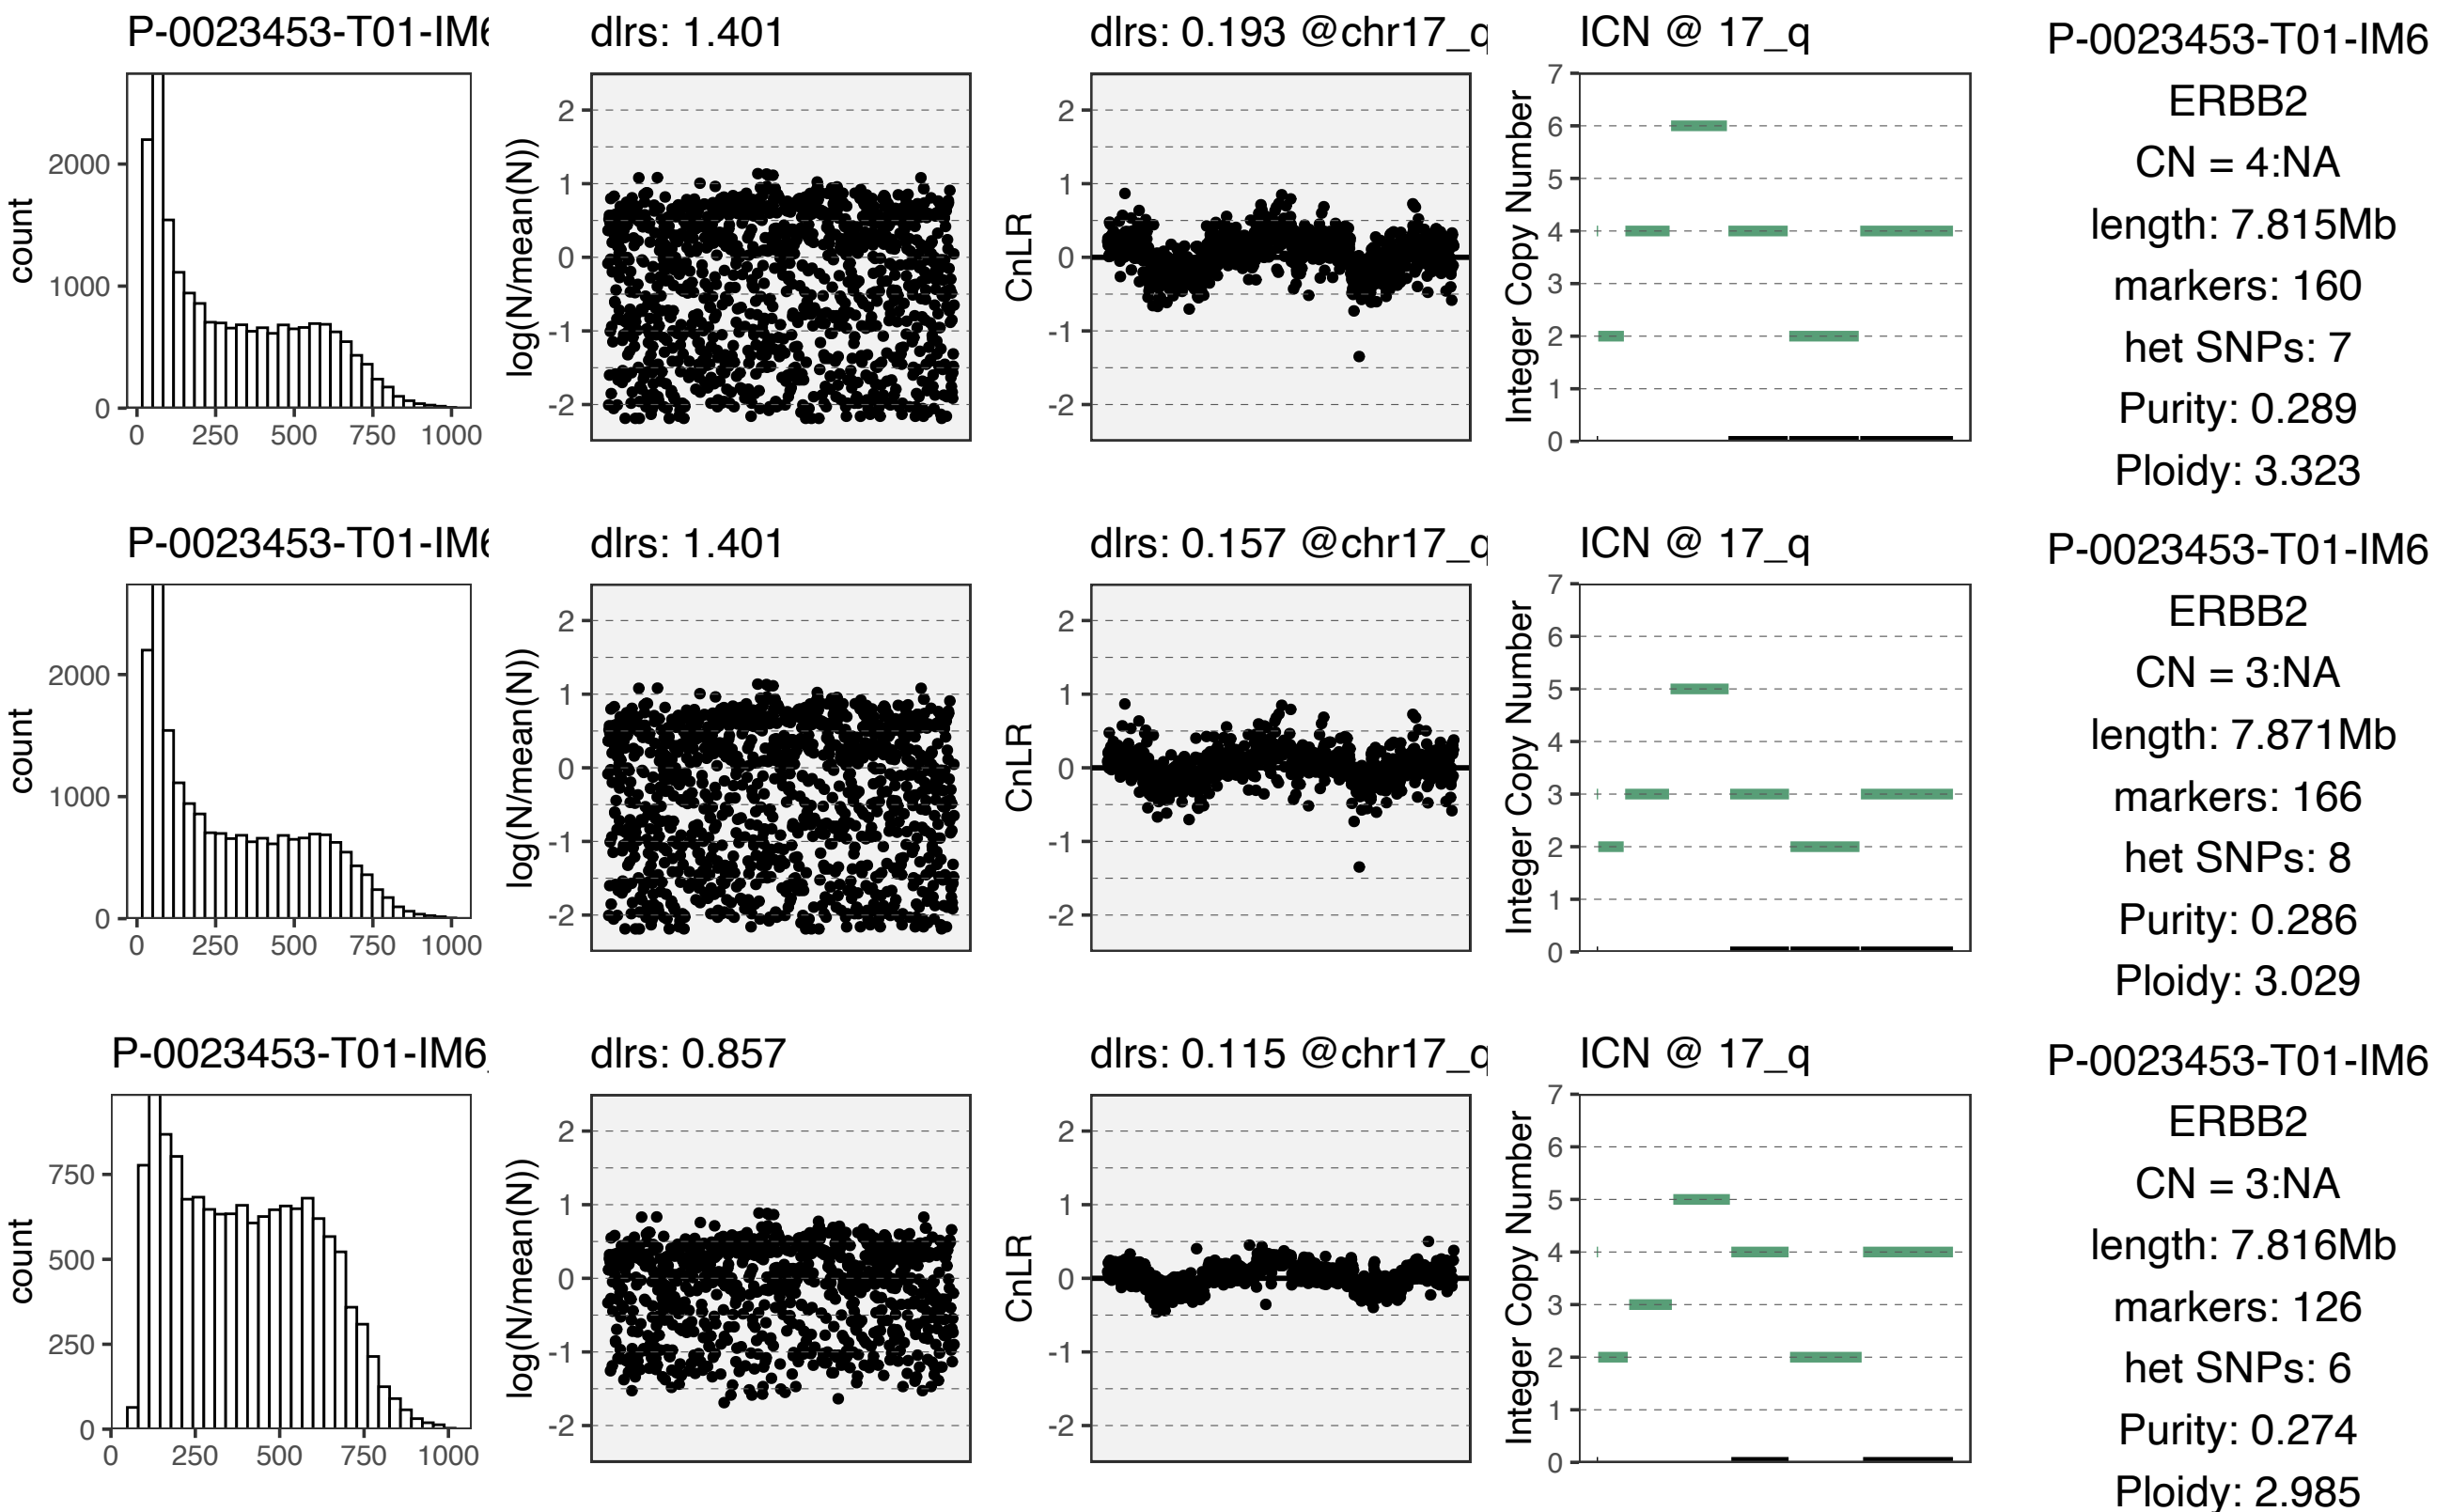 P-0023453-T01-IM6
count
2000
1000
0
0 250 500 750 1000
dlrs: 1.401
log(N/mean(N))
2
1
0
-1
-2
dlrs: 0.193 @chr17_q
CnLR
2
1
0
-1
-2
ICN @ 17_q
Integer Copy Number
7
6
5
4
3
2
1
0
P-0023453-T01-IM6
ERBB2
CN = 4:NA
length: 7.815Mb
markers: 160
het SNPs: 7
Purity: 0.289
Ploidy: 3.323
P-0023453-T01-IM6
count
2000
1000
0
0 250 500 750 1000
dlrs: 1.401
log(N/mean(N))
2
1
0
-1
-2
dlrs: 0.157 @chr17_q
CnLR
2
1
0
-1
-2
ICN @ 17_q
Integer Copy Number
7
6
5
4
3
2
1
0
P-0023453-T01-IM6
ERBB2
CN = 3:NA
length: 7.871Mb
markers: 166
het SNPs: 8
Purity: 0.286
Ploidy: 3.029
P-0023453-T01-IM6_
count
750
500
250
0
0 250 500 750 1000
dlrs: 0.857
log(N/mean(N))
2
1
0
-1
-2
dlrs: 0.115 @chr17_q
CnLR
2
1
0
-1
-2
ICN @ 17_q
Integer Copy Number
7
6
5
4
3
2
1
0
P-0023453-T01-IM6
ERBB2
CN = 3:NA
length: 7.816Mb
markers: 126
het SNPs: 6
Purity: 0.274
Ploidy: 2.985